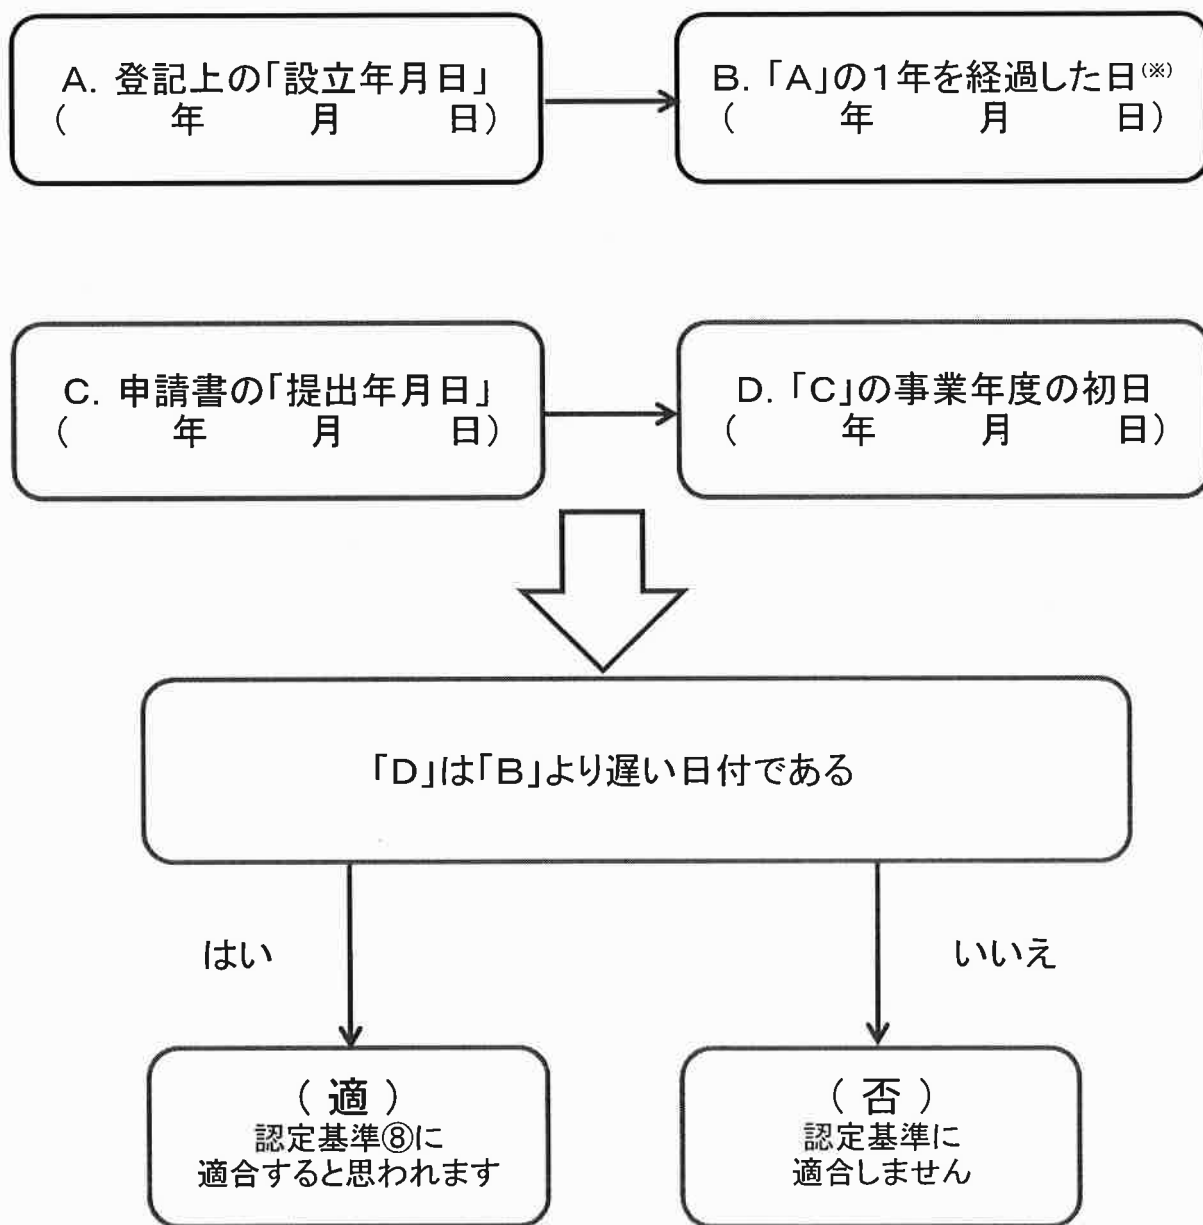 A. 登記上の「設立年月日」
(　　年　　月　　日)
B. 「A」の1年を経過した日(※)
(　　年　　月　　日)
C. 申請書の「提出年月日」
(　　年　　月　　日)
D. 「C」の事業年度の初日
(　　年　　月　　日)
「D」は「B」より遅い日付である
はい
いいえ
(適)
認定基準⑧に
適合すると思われます
(否)
認定基準に
適合しません